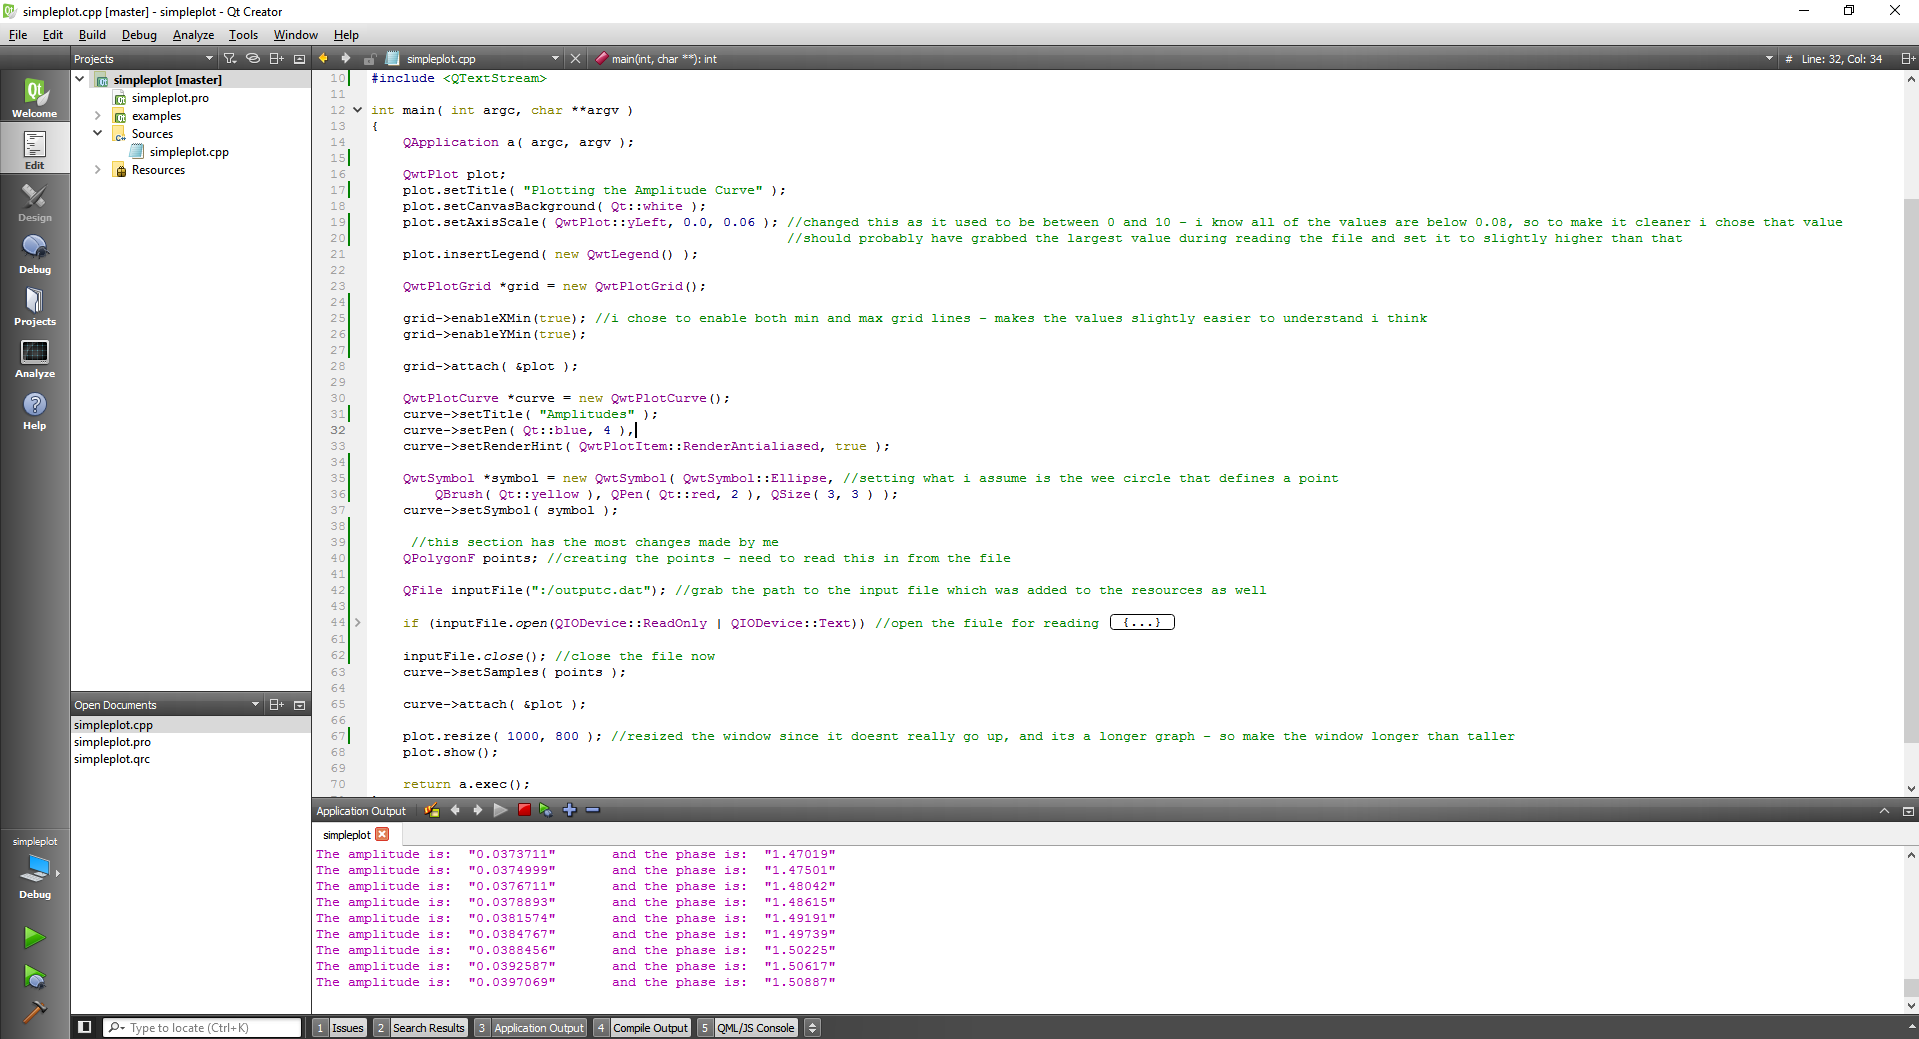 simpleplot.cpp [master] - simpleplot - Qt Creator
File Edit Build Debug Analyze Tools Window Help
Projects
simpleplot.cpp
main(int, char **): int
# Line: 32, Col: 34
Welcome
Edit
Design
Debug
Projects
Analyze
Help
simpleplot
Debug
simpleplot [master]
simpleplot.pro
examples
Sources
simpleplot.cpp
Resources
Open Documents
simpleplot.cpp
simpleplot.pro
simpleplot.qrc
10 #include <QTextStream>
11
12 int main( int argc, char **argv )
13 {
14 QApplication a( argc, argv );
15
16 QwtPlot plot;
17 plot.setTitle( "Plotting the Amplitude Curve" );
18 plot.setCanvasBackground( Qt::white );
19 plot.setAxisScale( QwtPlot::yLeft, 0.0, 0.06 ); //changed this as it used to be between 0 and 10 - i know all of the values are below 0.08, so to make it cleaner i chose that value
20 //should probably have grabbed the largest value during reading the file and set it to slightly higher than that
21 plot.insertLegend( new QwtLegend() );
22
23 QwtPlotGrid *grid = new QwtPlotGrid();
24
25 grid->enableXMin(true); //i chose to enable both min and max grid lines - makes the values slightly easier to understand i think
26 grid->enableYMin(true);
27
28 grid->attach( &plot );
29
30 QwtPlotCurve *curve = new QwtPlotCurve();
31 curve->setTitle( "Amplitudes" );
32 curve->setPen( Qt::blue, 4 ),
33 curve->setRenderHint( QwtPlotItem::RenderAntialiased, true );
34
35 QwtSymbol *symbol = new QwtSymbol( QwtSymbol::Ellipse, //setting what i assume is the wee circle that defines a point
36 QBrush( Qt::yellow ), QPen( Qt::red, 2 ), QSize( 3, 3 ) );
37 curve->setSymbol( symbol );
38
39 //this section has the most changes made by me
40 QPolygonF points; //creating the points - need to read this in from the file
41
42 QFile inputFile(":/outputc.dat"); //grab the path to the input file which was added to the resources as well
43
44 if (inputFile.open(QIODevice::ReadOnly | QIODevice::Text)) //open the fiule for reading {...}
61
62 inputFile.close(); //close the file now
63 curve->setSamples( points );
64
65 curve->attach( &plot );
66
67 plot.resize( 1000, 800 ); //resized the window since it doesnt really go up, and its a longer graph - so make the window longer than taller
68 plot.show();
69
70 return a.exec();
Application Output
simpleplot
The amplitude is: "0.0373711" and the phase is: "1.47019"
The amplitude is: "0.0374999" and the phase is: "1.47501"
The amplitude is: "0.0376711" and the phase is: "1.48042"
The amplitude is: "0.0378893" and the phase is: "1.48615"
The amplitude is: "0.0381574" and the phase is: "1.49191"
The amplitude is: "0.0384767" and the phase is: "1.49739"
The amplitude is: "0.0388456" and the phase is: "1.50225"
The amplitude is: "0.0392587" and the phase is: "1.50617"
The amplitude is: "0.0397069" and the phase is: "1.50887"
Type to locate (Ctrl+K)
1 Issues 2 Search Results 3 Application Output 4 Compile Output 5 QML/JS Console